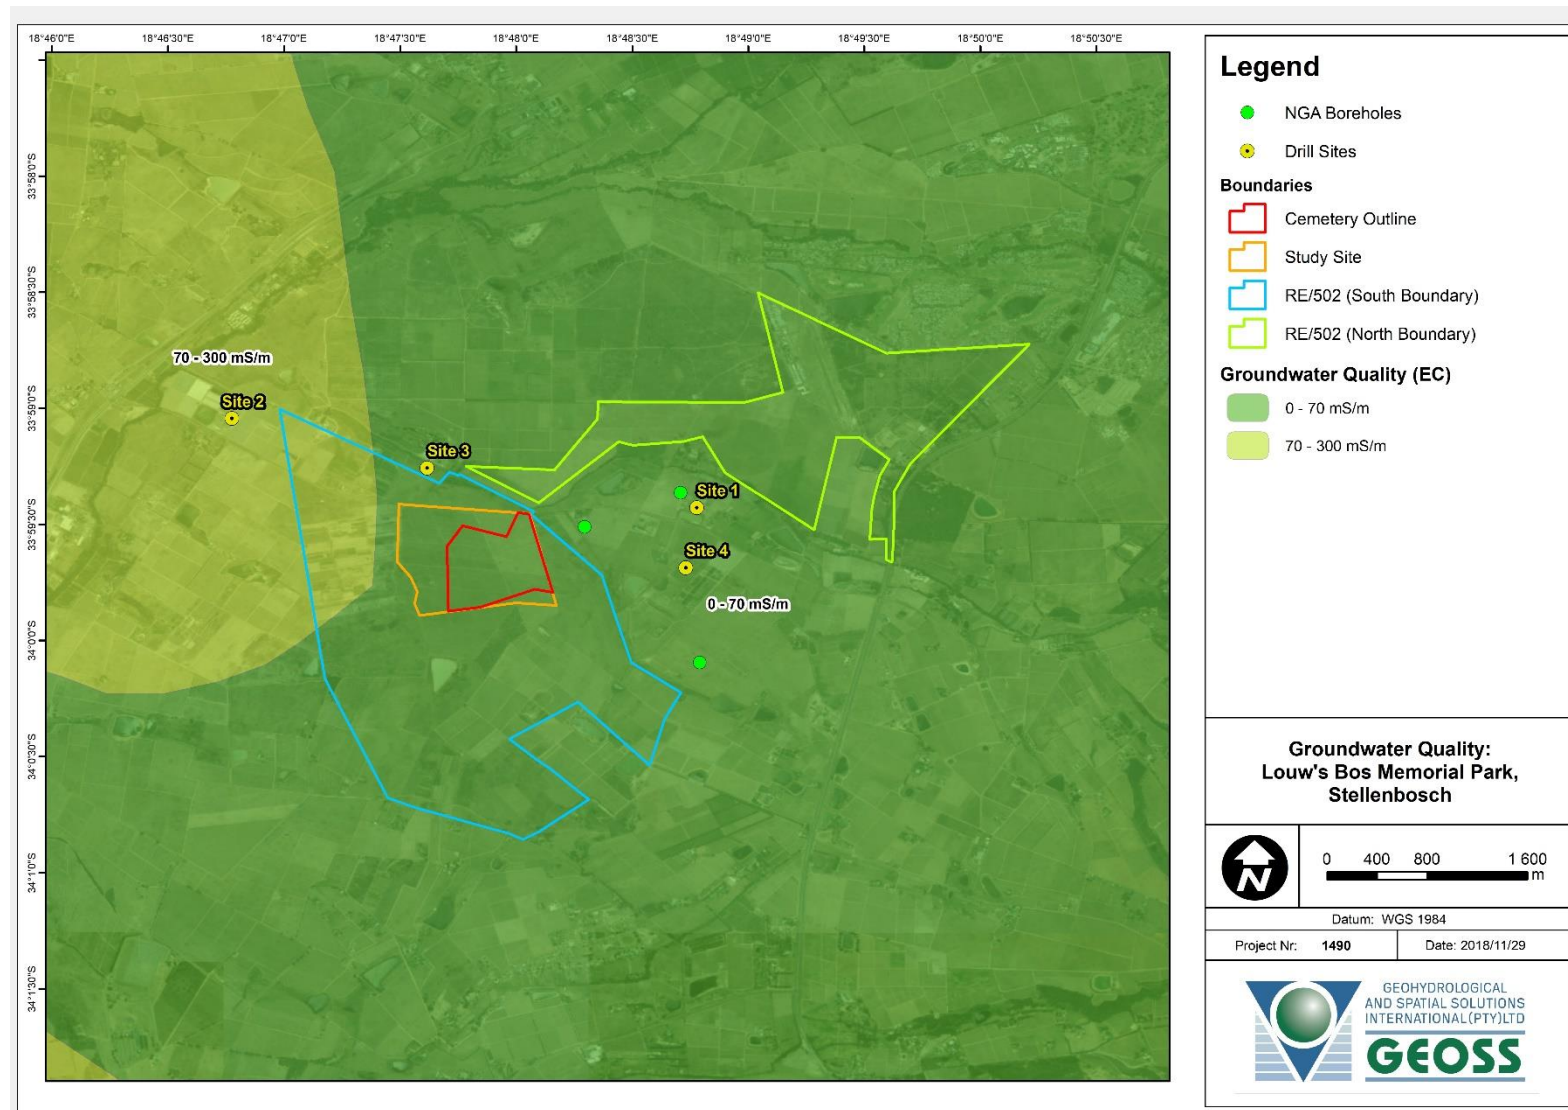 18°46'0"E 18°46'30"E 18°47'0"E 18°47'30"E 18°48'0"E 18°48'30"E 18°49'0"E 18°49'30"E 18°50'0"E 18°50'30"E
33°58'0"S
33°58'30"S
33°59'0"S
33°59'30"S
34°0'0"S
34°0'30"S
34°1'0"S
34°1'30"S
70 - 300 mS/m
Site 2
Site 3
Site 1
Site 4
0 - 70 mS/m
Legend
NGA Boreholes
Drill Sites
Boundaries
Cemetery Outline
Study Site
RE/502 (South Boundary)
RE/502 (North Boundary)
Groundwater Quality (EC)
0 - 70 mS/m
70 - 300 mS/m
Groundwater Quality:
Louw's Bos Memorial Park,
Stellenbosch
N
0 400 800 1 600
m
Datum: WGS 1984
Project Nr: 1490 Date: 2018/11/29
GEOHYDROLOGICAL
AND SPATIAL SOLUTIONS
INTERNATIONAL(PTY)LTD
GEOSS